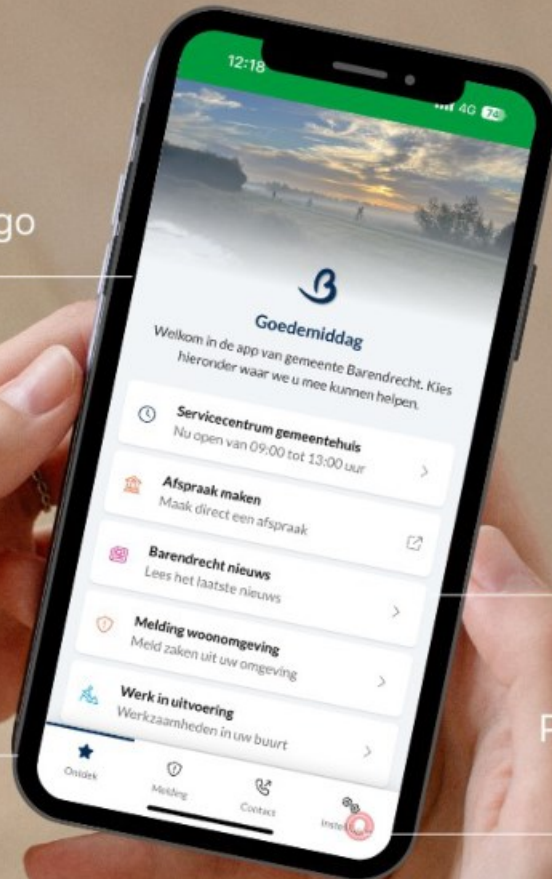 12:18
4G 74
go
Goedemiddag
Welkom in de app van gemeente Barendrecht. Kies
hieronder waar we u mee kunnen helpen.
Servicecentrum gemeentehuis
Nu open van 09:00 tot 13:00 uur
Afspraak maken
Maak direct een afspraak
Barendrecht nieuws
Lees het laatste nieuws
Melding woonomgeving
Meld zaken uit uw omgeving
Werk in uitvoering
Werkzaamheden in uw buurt
P
Ontdek
Melding
Contact